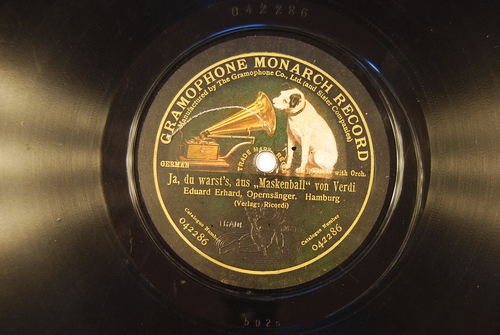 042286
GRAMOPHONE MONARCH RECORD
Manufactured by The Gramophone Co., Ltd. (and Sister Companies)
TRADE MARK
GERMAN
with Orch.
Ja, du warst's, aus „Maskenball" von Verdi
Eduard Erhard, Opernsänger. Hamburg
(Verlag: Ricordi)
Catalogue Number
042286
Catalogue Number
042286